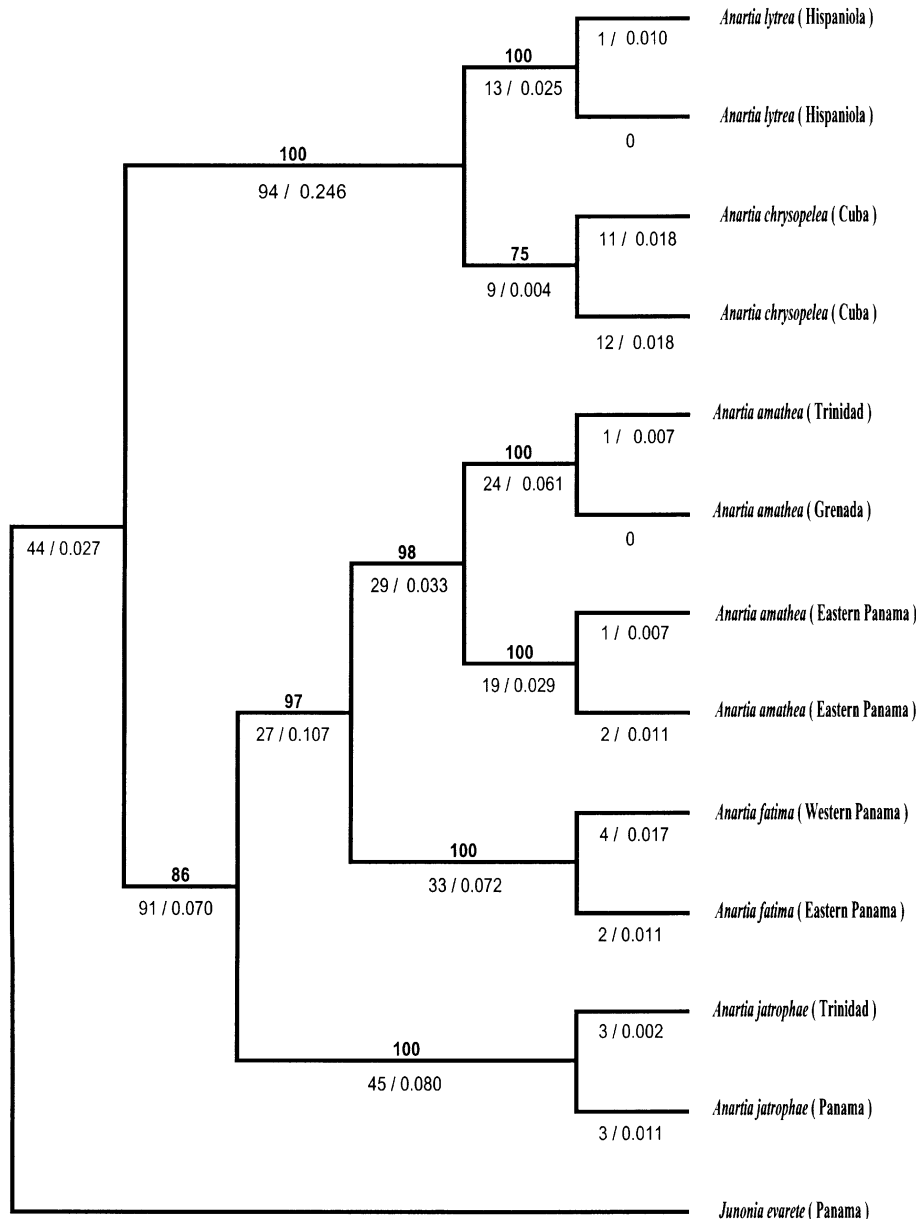 Anartia lytrea ( Hispaniola )
1 / 0.010
100
13 / 0.025
Anartia lytrea ( Hispaniola )
0
100
94 / 0.246
Anartia chrysopelea ( Cuba )
11 / 0.018
75
9 / 0.004
Anartia chrysopelea ( Cuba )
12 / 0.018
Anartia amathea ( Trinidad )
1 / 0.007
100
24 / 0.061
Anartia amathea ( Grenada )
0
44 / 0.027
98
29 / 0.033
Anartia amathea ( Eastern Panama )
1 / 0.007
100
19 / 0.029
Anartia amathea ( Eastern Panama )
2 / 0.011
97
27 / 0.107
Anartia fatima ( Western Panama )
4 / 0.017
100
33 / 0.072
86
91 / 0.070
Anartia fatima ( Eastern Panama )
2 / 0.011
Anartia jatrophae ( Trinidad )
3 / 0.002
100
45 / 0.080
Anartia jatrophae ( Panama )
3 / 0.011
Junonia evarete ( Panama )